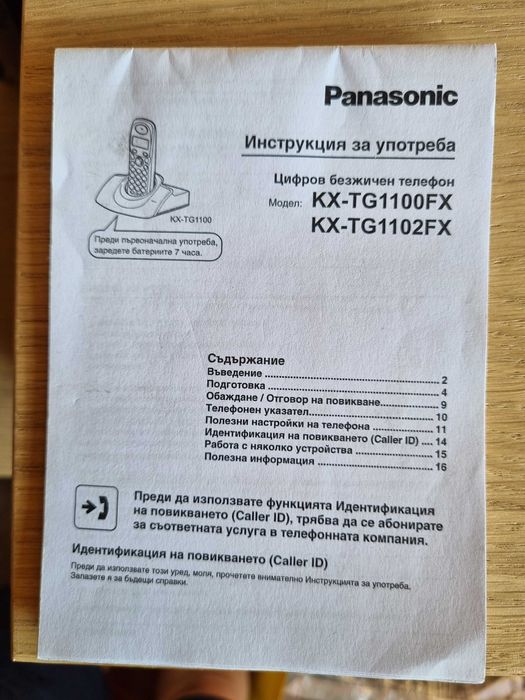 Panasonic
Инструкция за употреба
Цифров безжичен телефон
Модел: KX-TG1100FX
KX-TG1102FX
KX-TG1100
Преди първоначална употреба,
заредете батериите 7 часа.
Съдържание
Въведение ........................................ 2
Подготовка ........................................ 4
Обаждане / Отговор на повикване............... 9
Телефонен указател............................... 10
Полезни настройки на телефона ............... 11
Идентификация на повикването (Caller ID) .... 14
Работа с няколко устройства .................... 15
Полезна информация ............................. 16
Преди да използвате функцията Идентификация
на повикването (Caller ID), трябва да се абонирате
за съответната услуга в телефонната компания.
Идентификация на повикването (Caller ID)
Преди да използвате този уред, моля, прочетете внимателно Инструкцията за употреба.
Запазете я за бъдещи справки.